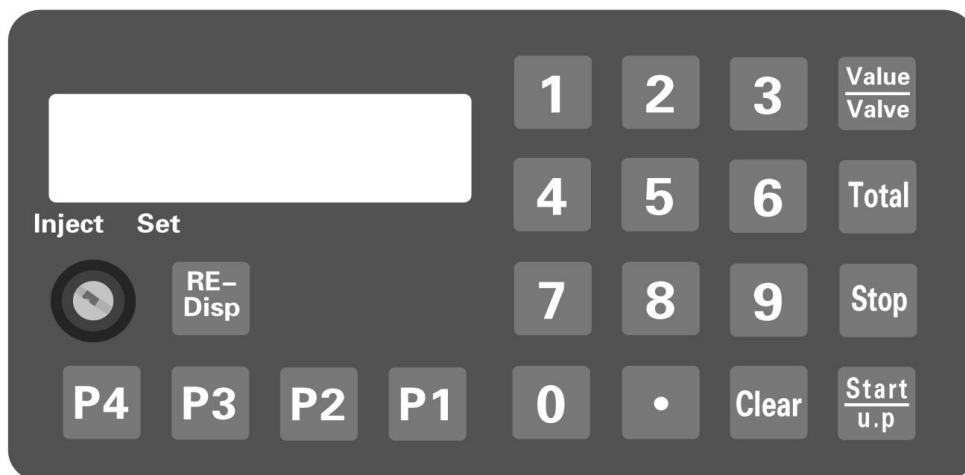 1 2 3 Value
Valve
4 5 6 Total
Inject Set
RE-
Disp
7 8 9 Stop
P4 P3 P2 P1 0 . Clear Start
u.p